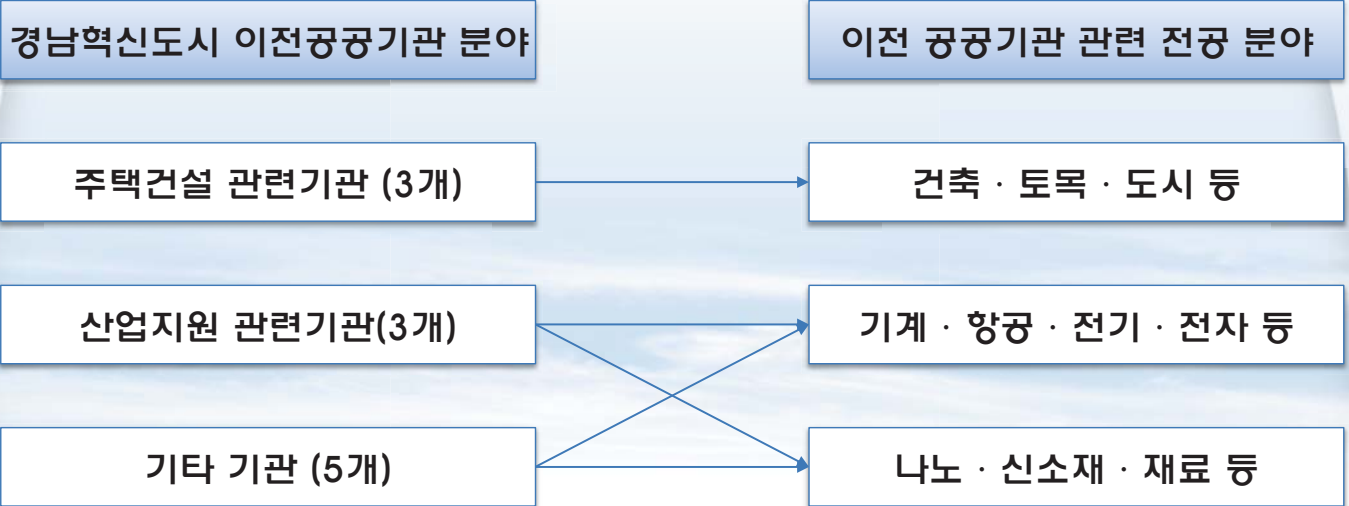 경남혁신도시 이전공공기관 분야
이전 공공기관 관련 전공 분야
주택건설 관련기관 (3개)
건축 · 토목 · 도시 등
산업지원 관련기관(3개)
기계 · 항공 · 전기 · 전자 등
기타 기관 (5개)
나노 · 신소재 · 재료 등